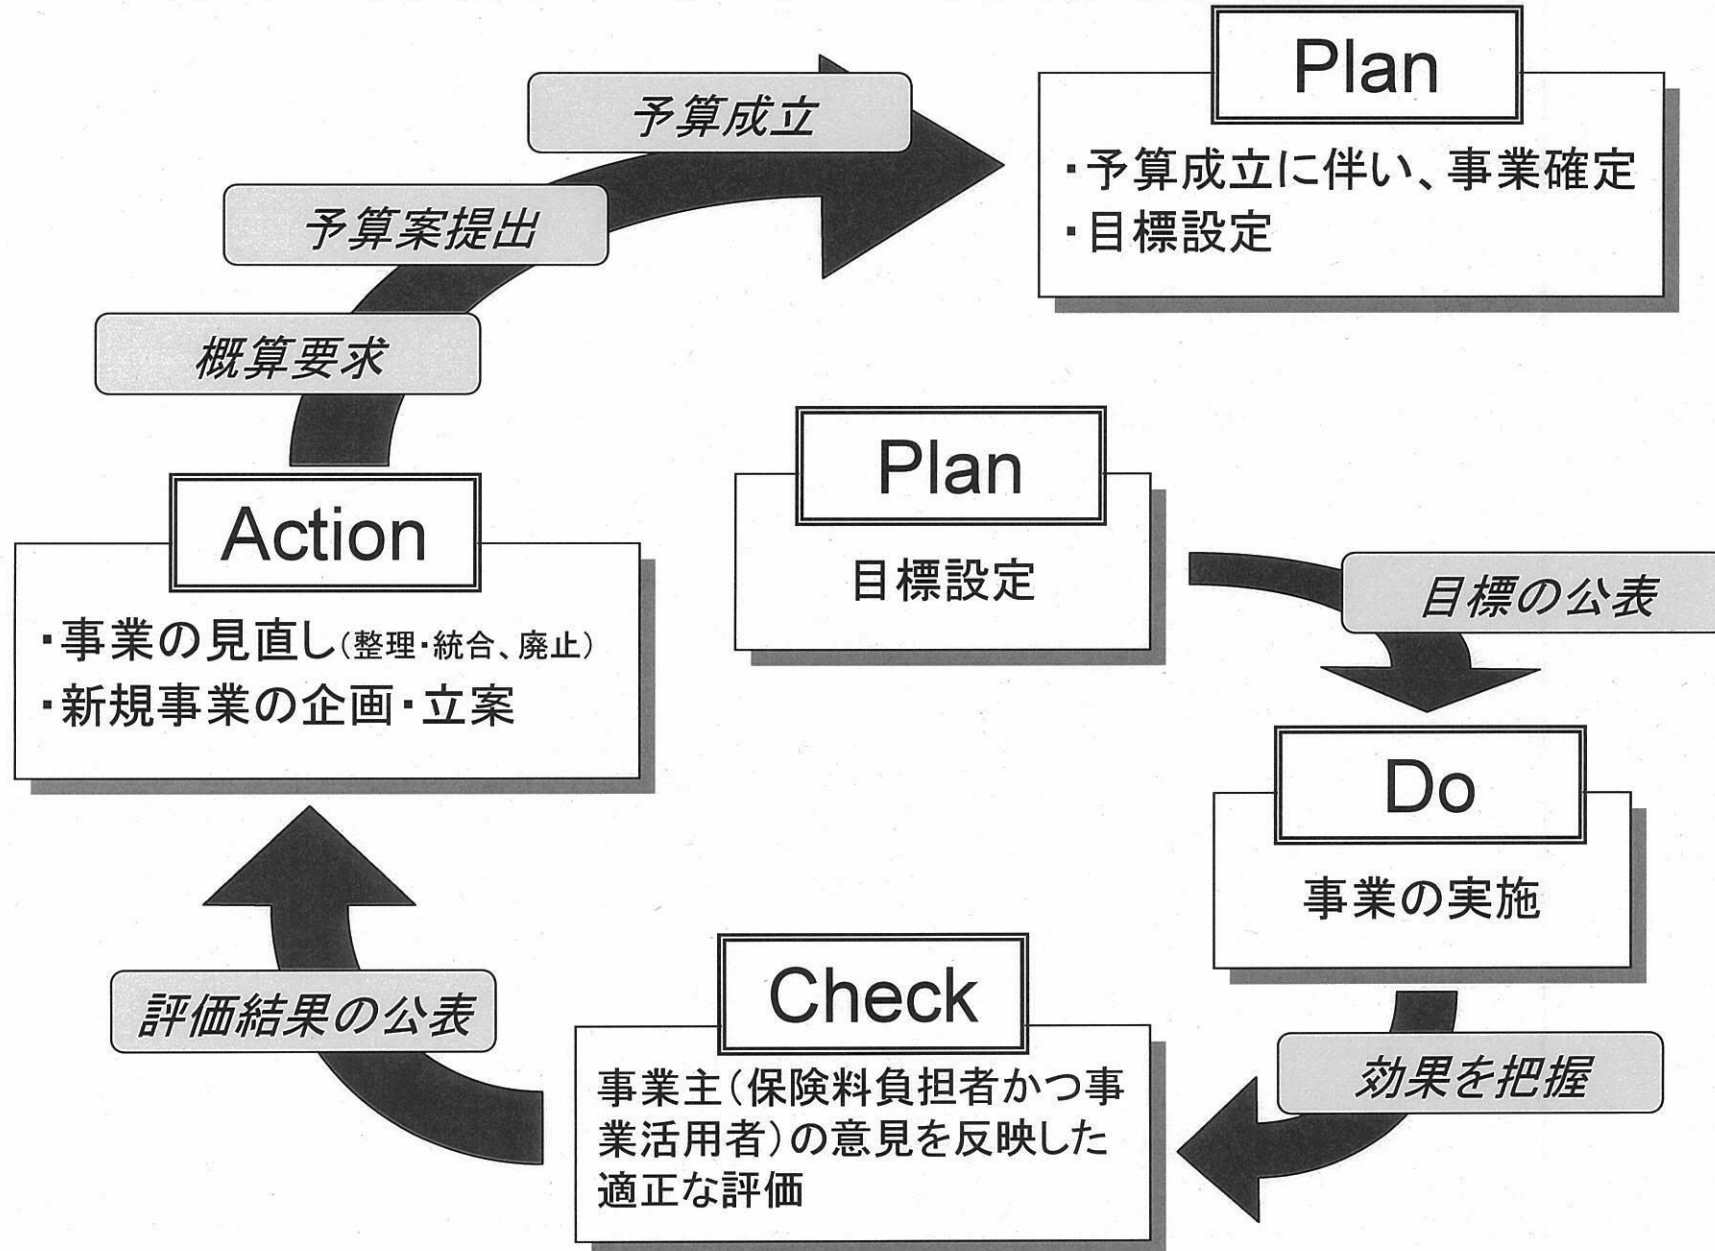 Plan
・予算成立に伴い、事業確定
・目標設定
予算成立
予算案提出
概算要求
Action
・事業の見直し(整理・統合、廃止)
・新規事業の企画・立案
Plan
目標設定
目標の公表
Do
事業の実施
効果を把握
Check
事業主(保険料負担者かつ事
業活用者)の意見を反映した
適正な評価
評価結果の公表